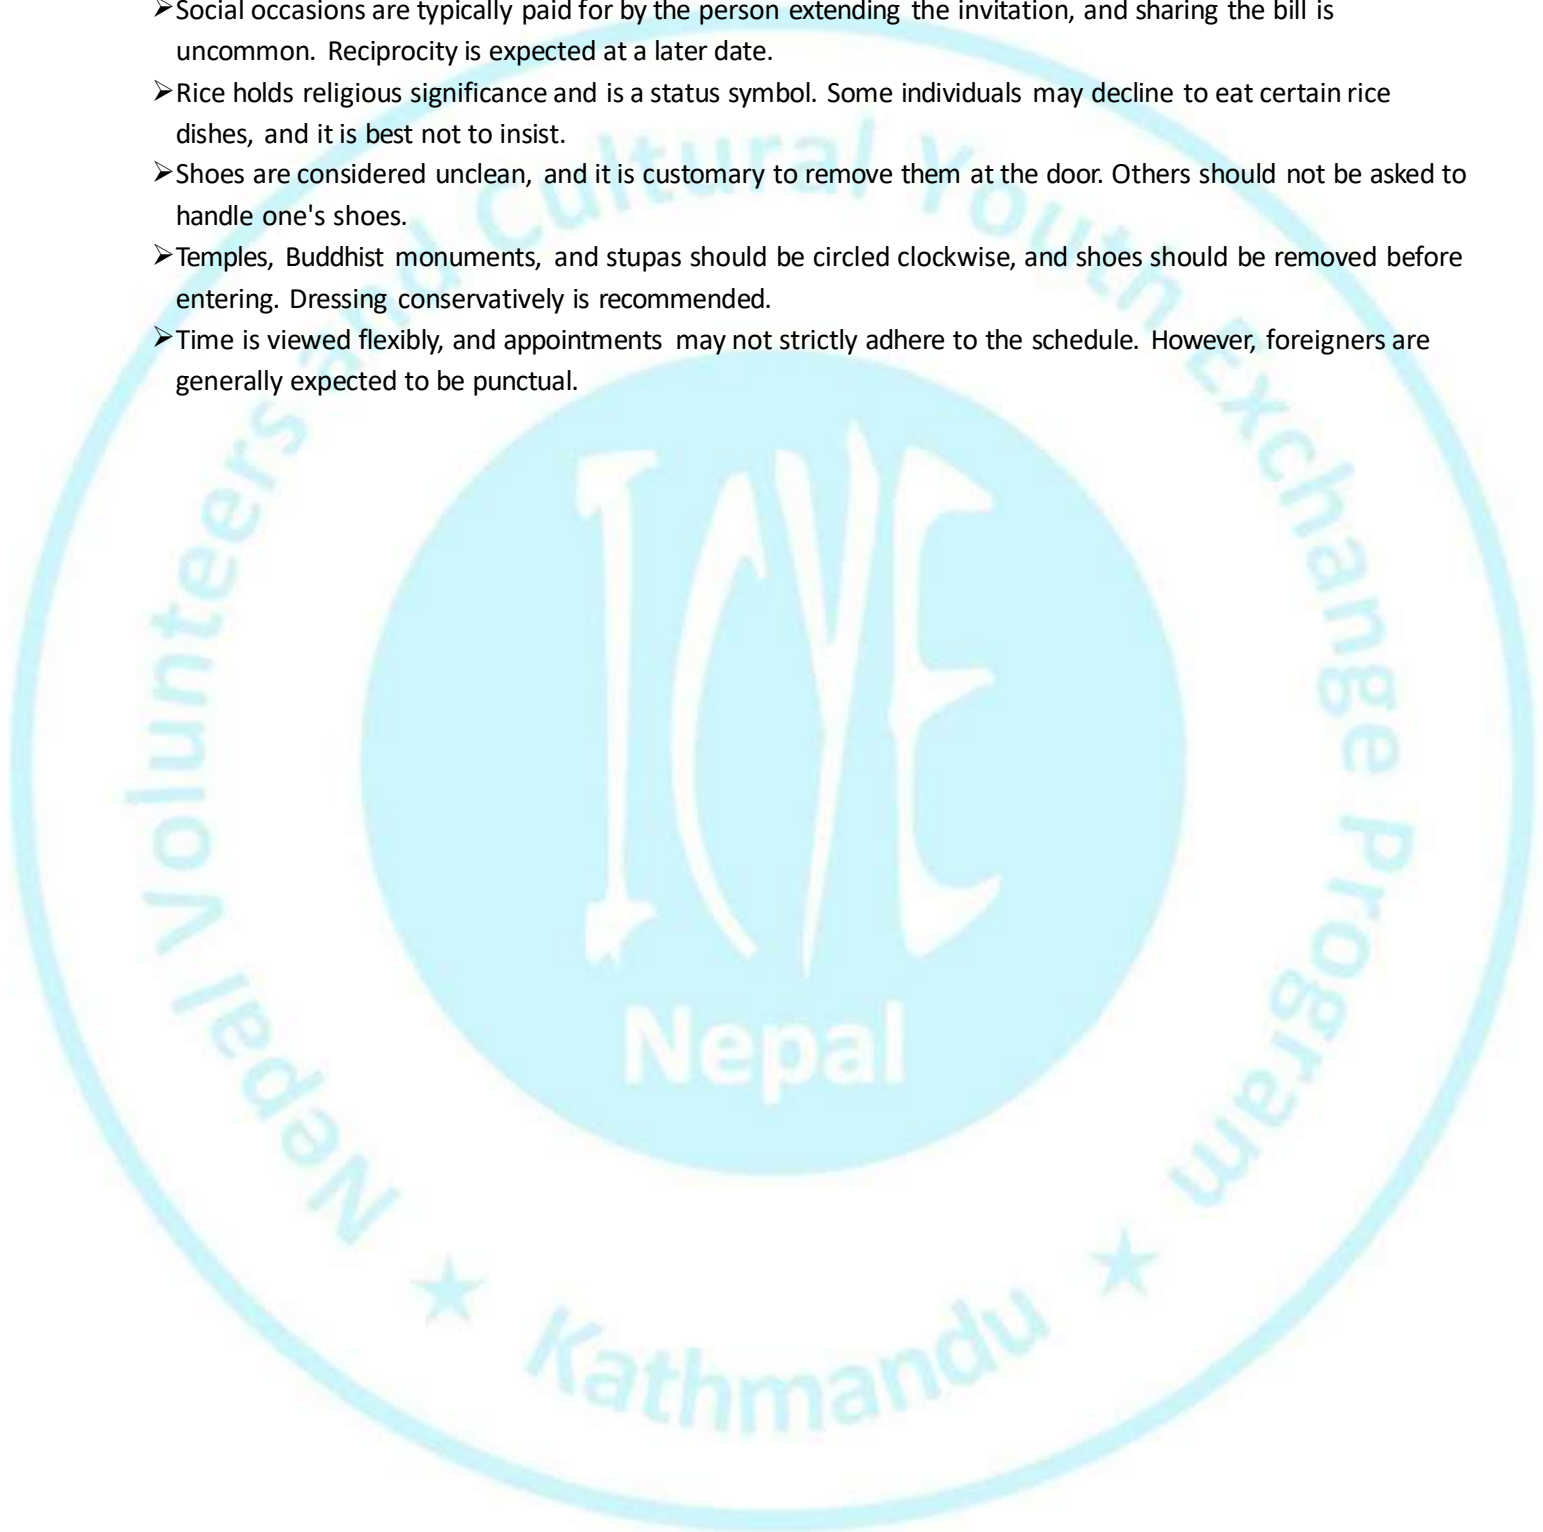 ➢Social occasions are typically paid for by the person extending the invitation, and sharing the bill is
uncommon. Reciprocity is expected at a later date.
➢Rice holds religious significance and is a status symbol. Some individuals may decline to eat certain rice
dishes, and it is best not to insist.
➢Shoes are considered unclean, and it is customary to remove them at the door. Others should not be asked to
handle one's shoes.
➢Temples, Buddhist monuments, and stupas should be circled clockwise, and shoes should be removed before
entering. Dressing conservatively is recommended.
➢Time is viewed flexibly, and appointments may not strictly adhere to the schedule. However, foreigners are
generally expected to be punctual.
Nepal Volunteers and Cultural Youth Exchange Program
ICYE
Nepal
★ Kathmandu ★